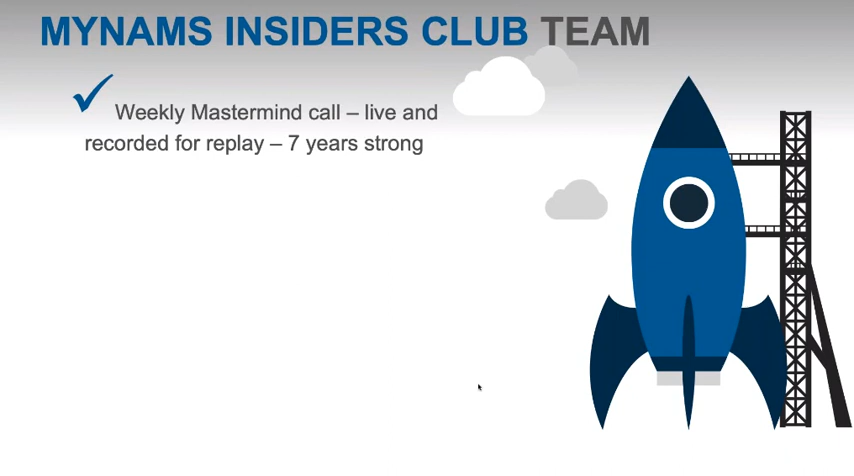 MYNAMS INSIDERS CLUB TEAM
Weekly Mastermind call – live and
recorded for replay – 7 years strong